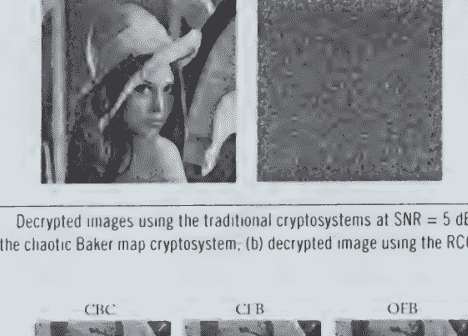 Decrypted images using the traditional cryptosystems at SNR = 5 dB
the chaotic Baker map cryptosystem, (b) decrypted image using the
CBC CFB OFB